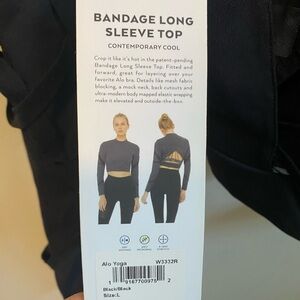 BANDAGE LONG
SLEEVE TOP
CONTEMPORARY COOL
Crop it like it's hot in the patent-pending
Bandage Long Sleeve Top. Fitted and
forward, great for layering over your
favorite Alo bra. Details like mesh fabric
blocking, a mock neck, back cutouts and
ultra-modern body mapped elastic wrapping
make it elevated and outside-the-box.
Alo Yoga W3332R
Black/Black
Size:L